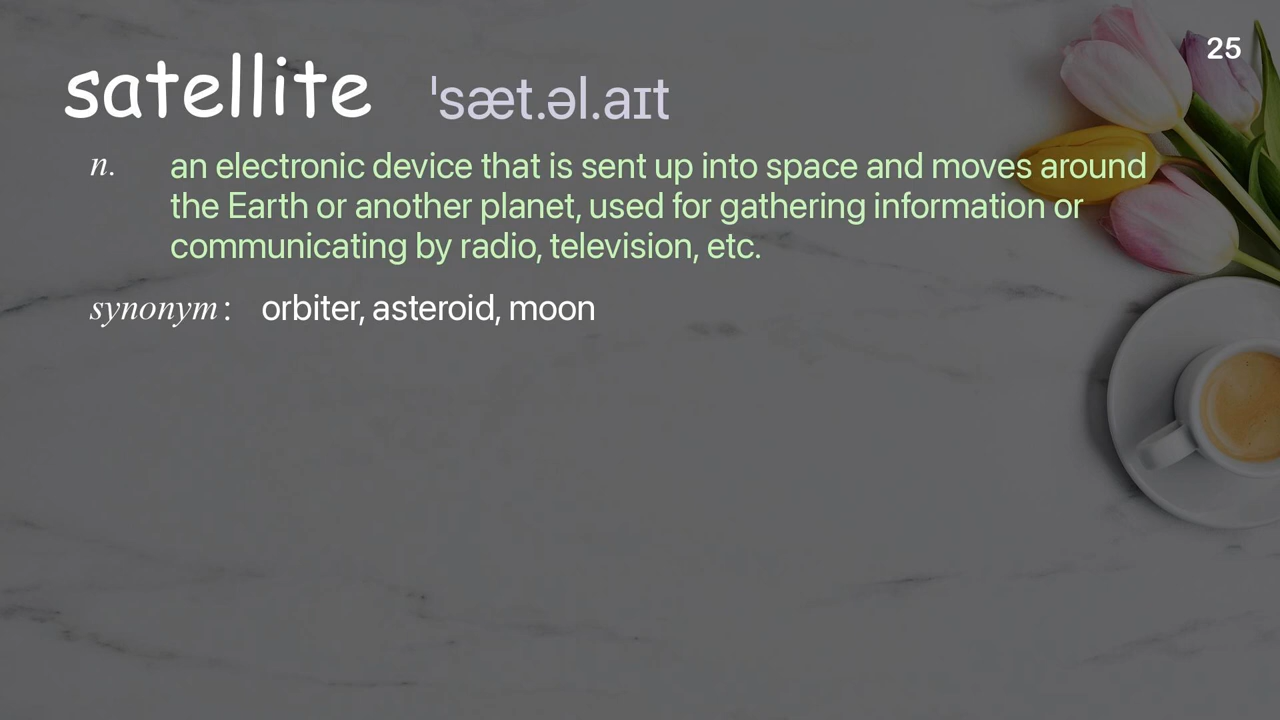 25
satellite ˈsæt.əl.aɪt
n. an electronic device that is sent up into space and moves around
the Earth or another planet, used for gathering information or
communicating by radio, television, etc.
synonym: orbiter, asteroid, moon